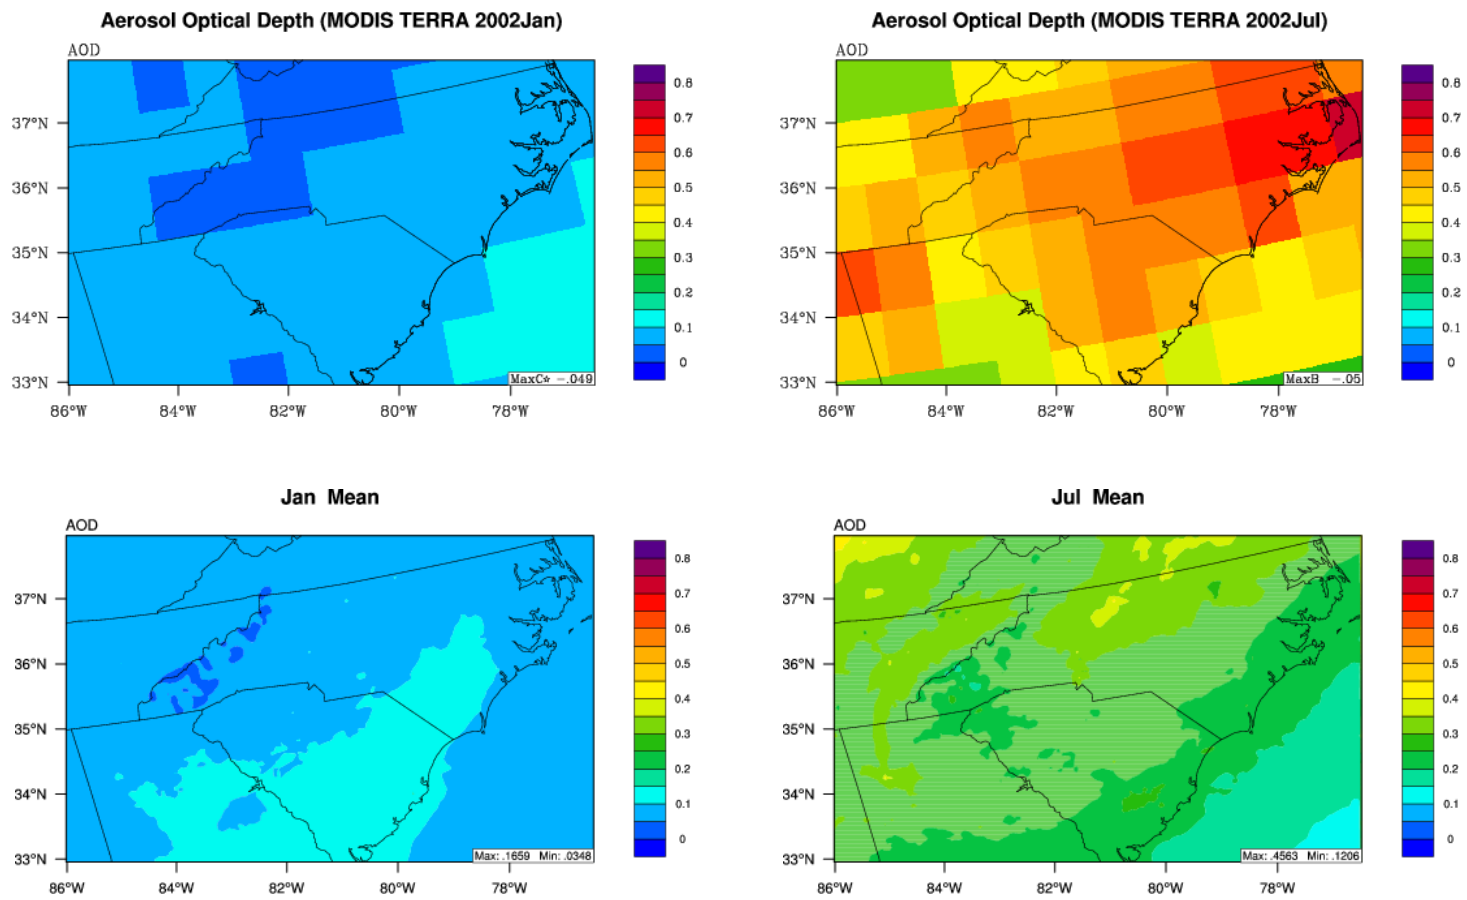 Aerosol Optical Depth (MODIS TERRA 2002Jan)
AOD
37°N
36°N
35°N
34°N
33°N
86°W
84°W
82°W
80°W
78°W
0.8
0.7
0.6
0.5
0.4
0.3
0.2
0.1
0
MaxC☆ -.049
Aerosol Optical Depth (MODIS TERRA 2002Jul)
AOD
37°N
36°N
35°N
34°N
33°N
86°W
84°W
82°W
80°W
78°W
0.8
0.7
0.6
0.5
0.4
0.3
0.2
0.1
0
MaxB -.05
Jan Mean
AOD
37°N
36°N
35°N
34°N
33°N
86°W
84°W
82°W
80°W
78°W
0.8
0.7
0.6
0.5
0.4
0.3
0.2
0.1
0
Max: .1659 Min: .0348
Jul Mean
AOD
37°N
36°N
35°N
34°N
33°N
86°W
84°W
82°W
80°W
78°W
0.8
0.7
0.6
0.5
0.4
0.3
0.2
0.1
0
Max: .4563 Min: .1206